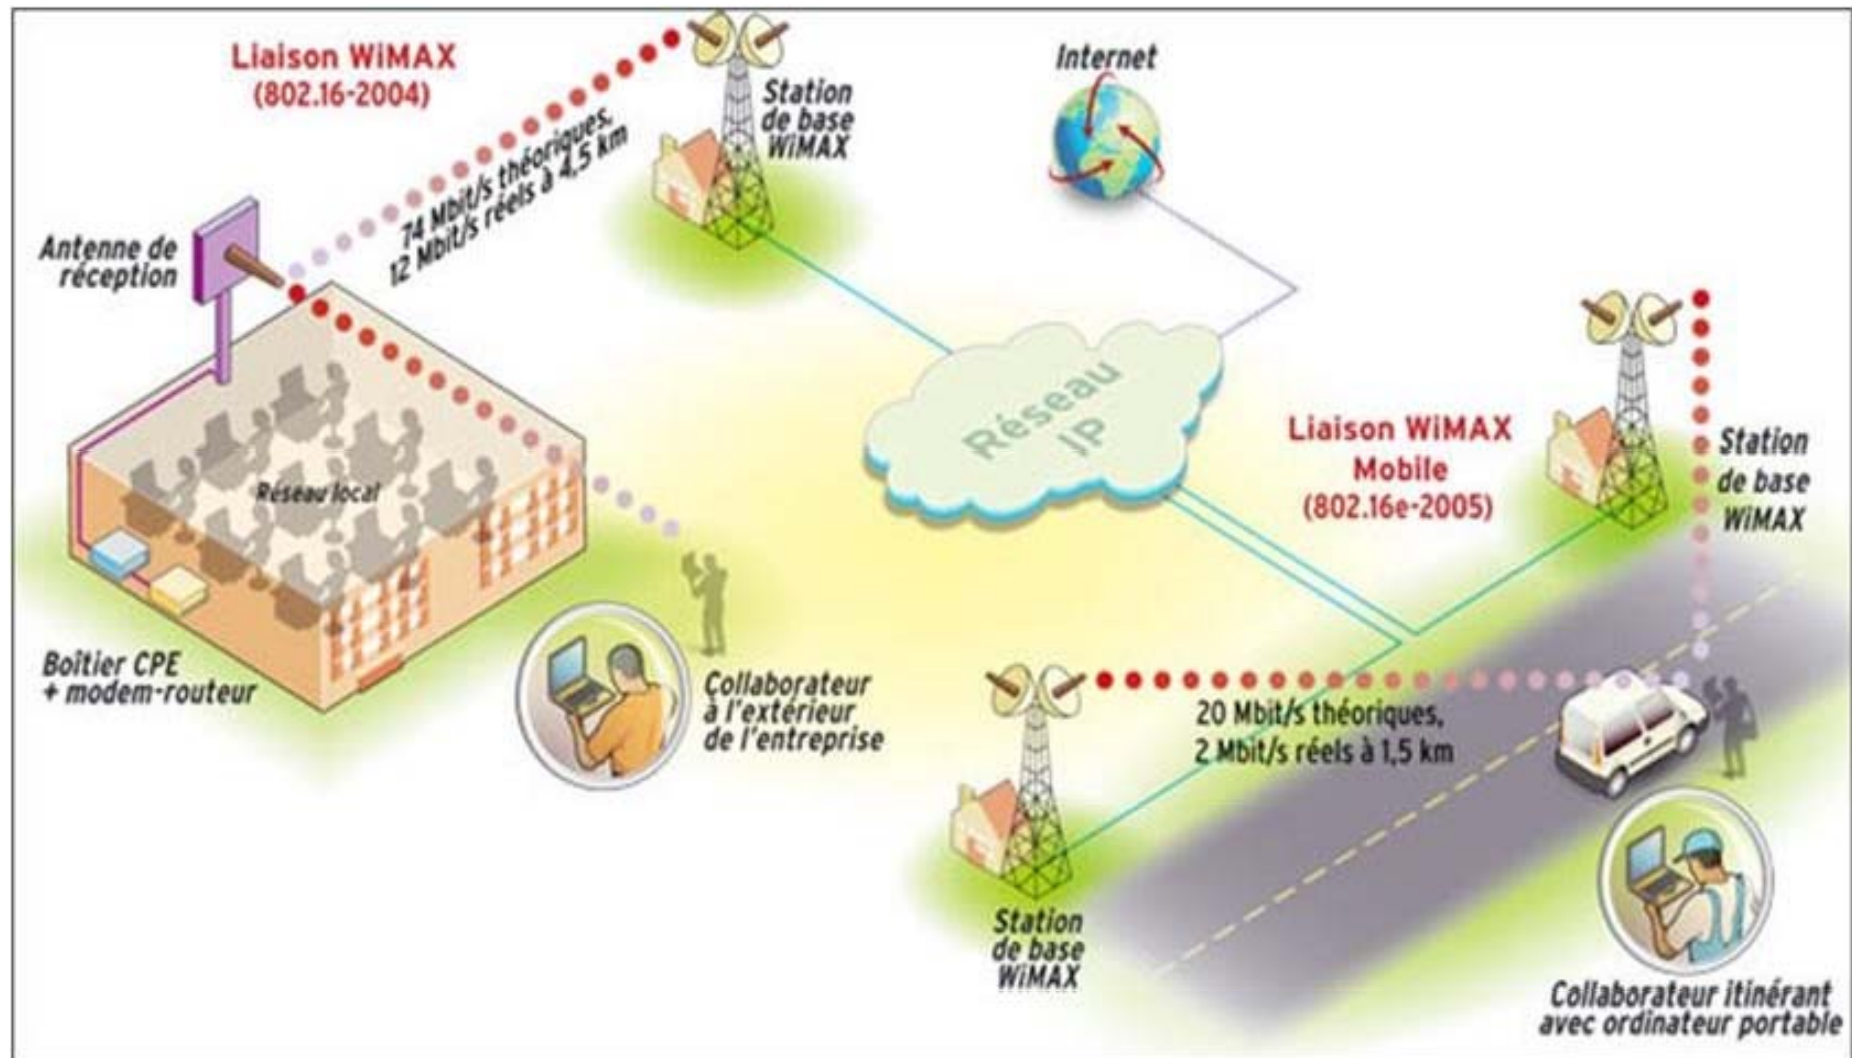 Liaison WiMAX
(802.16-2004)
74 Mbit/s théoriques,
12 Mbit/s réels à 4,5 km
Station
de base
WiMAX
Internet
Antenne de
réception
Réseau local
Boîtier CPE
+ modem-routeur
Collaborateur
à l'extérieur
de l'entreprise
Réseau
IP
Liaison WiMAX
Mobile
(802.16e-2005)
Station
de base
WiMAX
20 Mbit/s théoriques,
2 Mbit/s réels à 1,5 km
Station
de base
WiMAX
Collaborateur itinérant
avec ordinateur portable